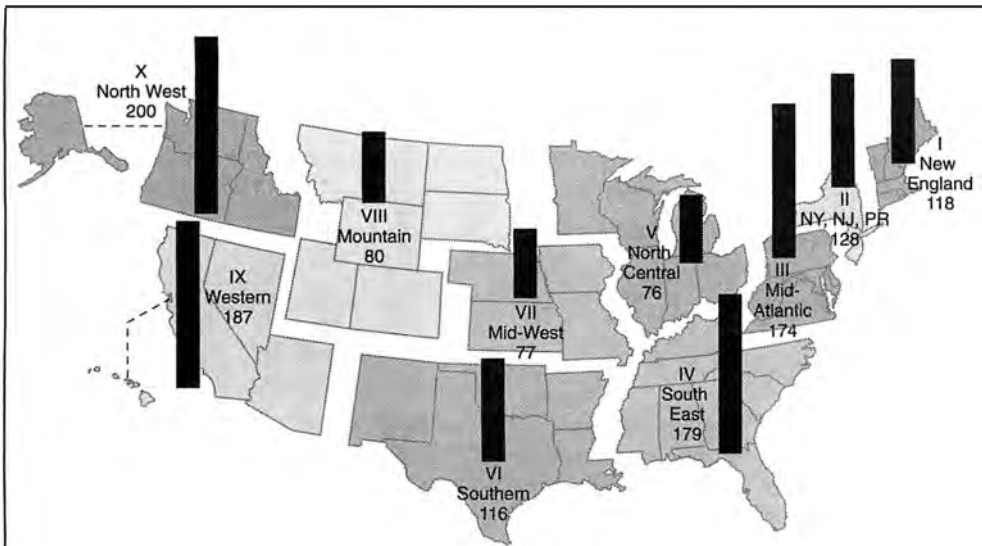 X
North West
200
I
New
England
118
II
NY, NJ, PR
128
VIII
Mountain
80
V
North
Central
76
III
Mid-
Atlantic
174
IX
Western
187
VII
Mid-West
77
IV
South
East
179
VI
Southern
116